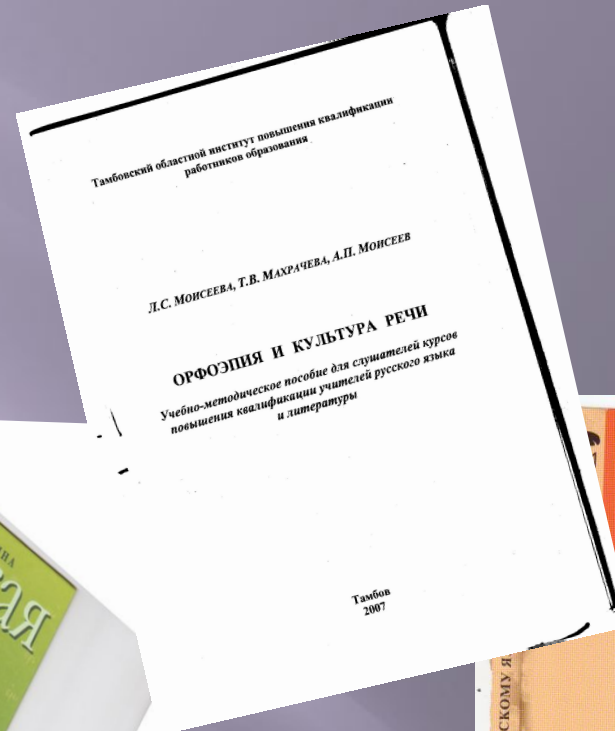 Тамбовский областной институт повышения квалификации
работников образования
Л.С. Моисеева, Т.В. Махрачева, А.П. Моисеев
ОРФОЭПИЯ И КУЛЬТУРА РЕЧИ
Учебно-методическое пособие для слушателей курсов
повышения квалификации учителей русского языка
и литературы
Тамбов
2007
СКОМУ Я